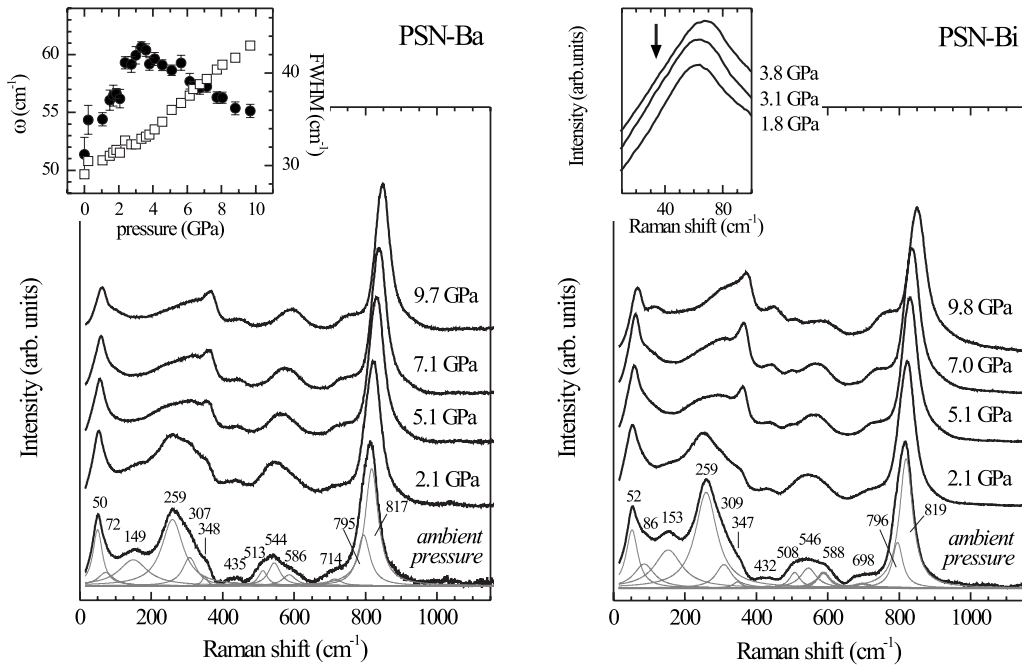 PSN-Ba
60
55
50
ω (cm⁻¹)
40
30
FWHM (cm⁻¹)
0 2 4 6 8 10
pressure (GPa)
9.7 GPa
7.1 GPa
5.1 GPa
2.1 GPa
ambient
pressure
50
72
149
259
307
348
435
513
544
586
714
795
817
Intensity (arb. units)
0 200 400 600 800 1000
Raman shift (cm⁻¹)
PSN-Bi
Intensity (arb.units)
3.8 GPa
3.1 GPa
1.8 GPa
40 80
Raman shift (cm⁻¹)
9.8 GPa
7.0 GPa
5.1 GPa
2.1 GPa
ambient
pressure
52
86
153
259
309
347
432
508
546
588
698
796
819
Intensity (arb. units)
0 200 400 600 800 1000
Raman shift (cm⁻¹)